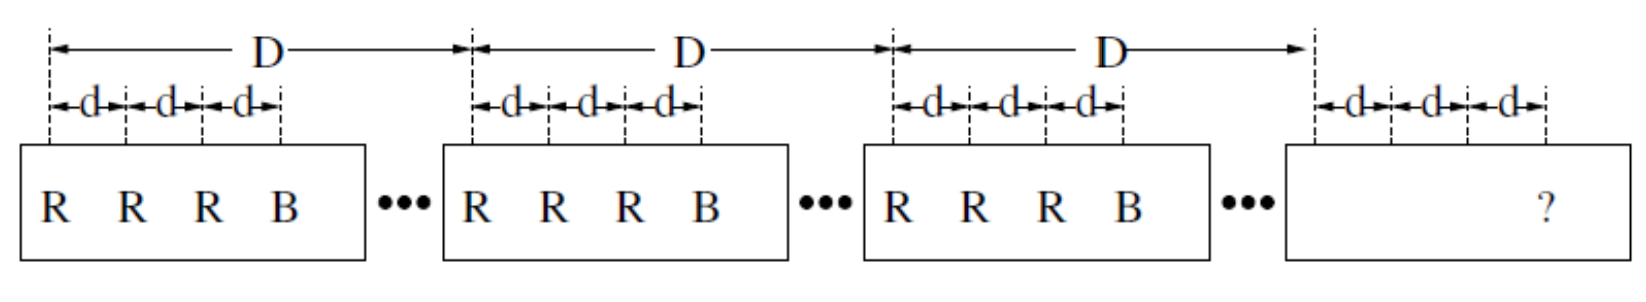 D D D
d d d d d d d d d d d d
R R R B ••• R R R B ••• R R R B ••• ?